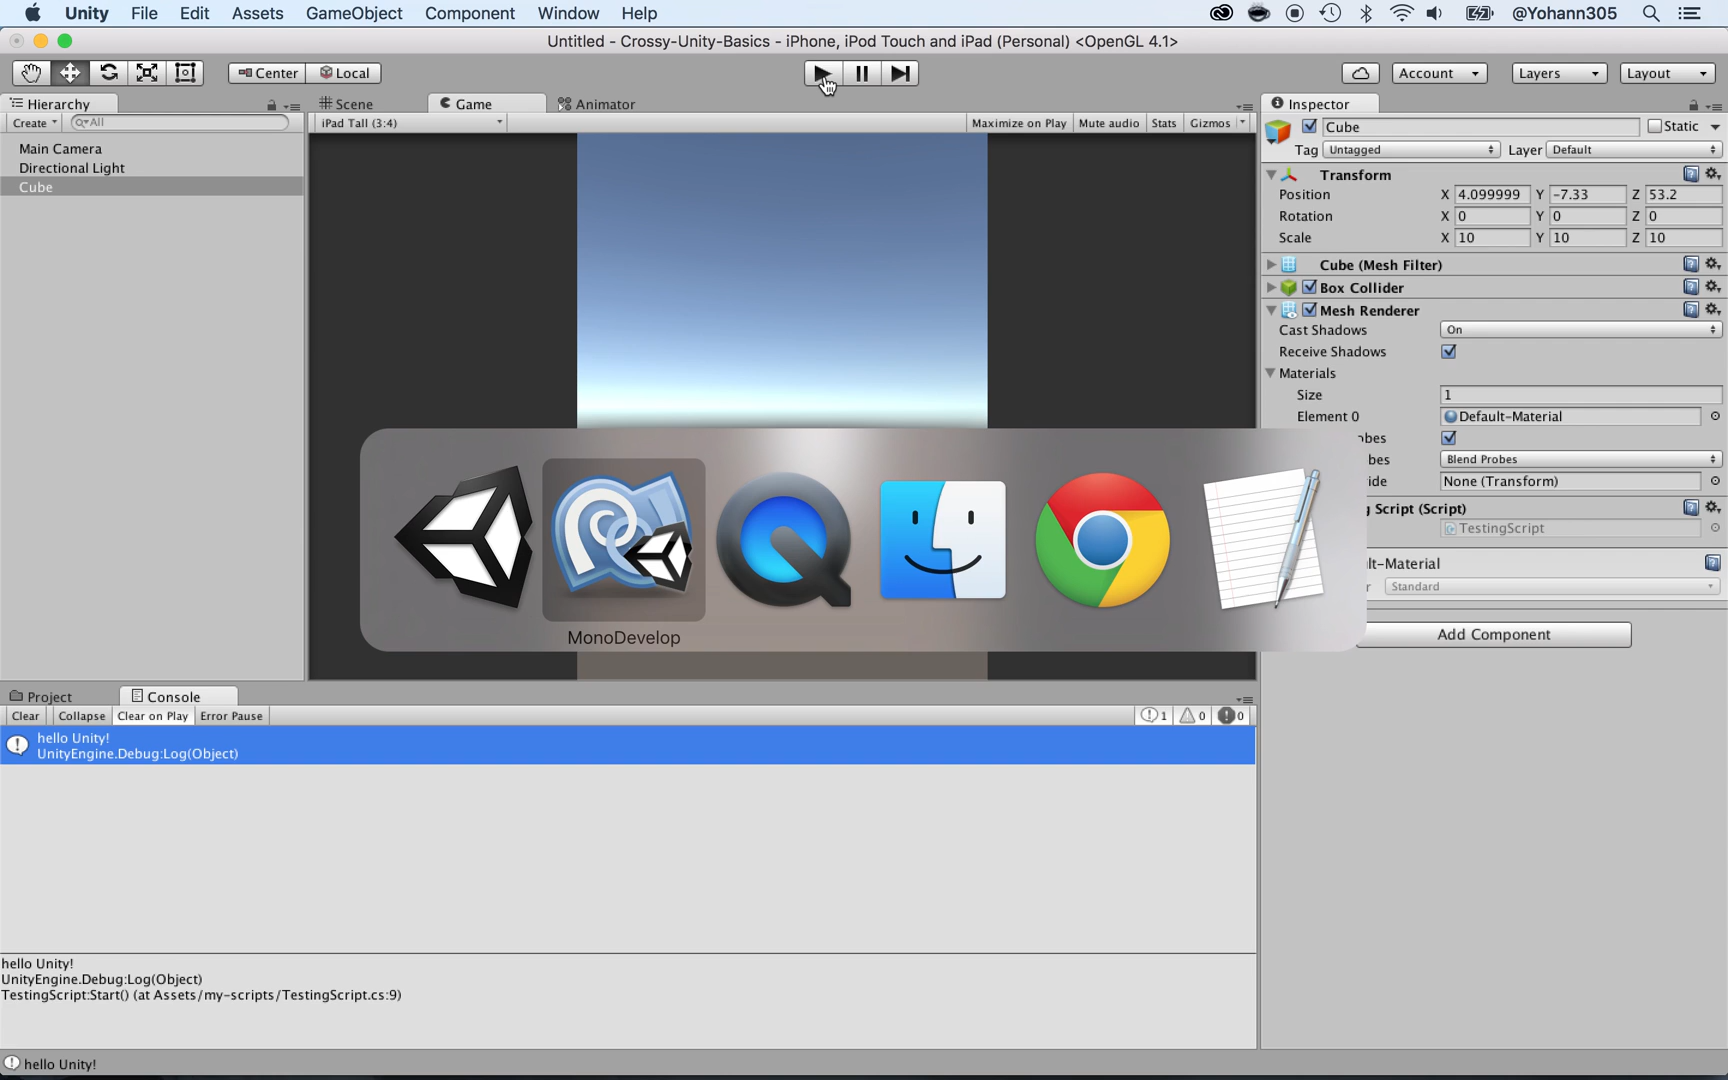 Unity File Edit Assets GameObject Component Window Help @Yohann305
Untitled - Crossy-Unity-Basics - iPhone, iPod Touch and iPad (Personal) <OpenGL 4.1>
Center Local Account Layers Layout
Hierarchy Scene Game Animator Inspector
Create All iPad Tall (3:4) Maximize on Play Mute audio Stats Gizmos Cube Static
Tag Untagged Layer Default
Main Camera
Directional Light
Cube
Transform
Position X 4.099999 Y -7.33 Z 53.2
Rotation X 0 Y 0 Z 0
Scale X 10 Y 10 Z 10
Cube (Mesh Filter)
Box Collider
Mesh Renderer
Cast Shadows On
Receive Shadows
Materials
Size 1
Element 0 Default-Material
obes
bes Blend Probes
ide None (Transform)
g Script (Script)
TestingScript
lt-Material
r Standard
Add Component
MonoDevelop
Project Console
Clear Collapse Clear on Play Error Pause 1 0 0
hello Unity!
UnityEngine.Debug:Log(Object)
hello Unity!
UnityEngine.Debug:Log(Object)
TestingScript:Start() (at Assets/my-scripts/TestingScript.cs:9)
hello Unity!